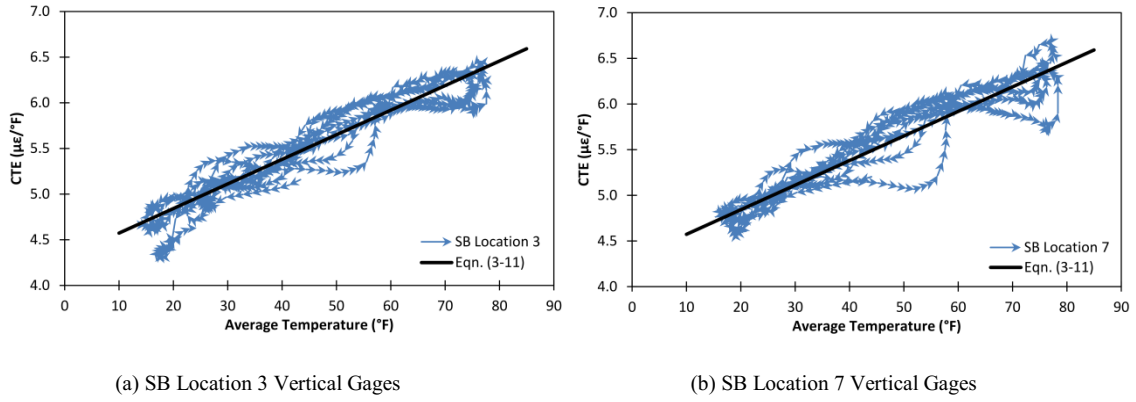 7.0
6.5
6.0
5.5
5.0
4.5
4.0
CTE (με/°F)
0 10 20 30 40 50 60 70 80 90
Average Temperature (°F)
SB Location 3
Eqn. (3-11)
7.0
6.5
6.0
5.5
5.0
4.5
4.0
CTE (με/°F)
0 10 20 30 40 50 60 70 80 90
Average Temperature (°F)
SB Location 7
Eqn. (3-11)
(a) SB Location 3 Vertical Gages
(b) SB Location 7 Vertical Gages